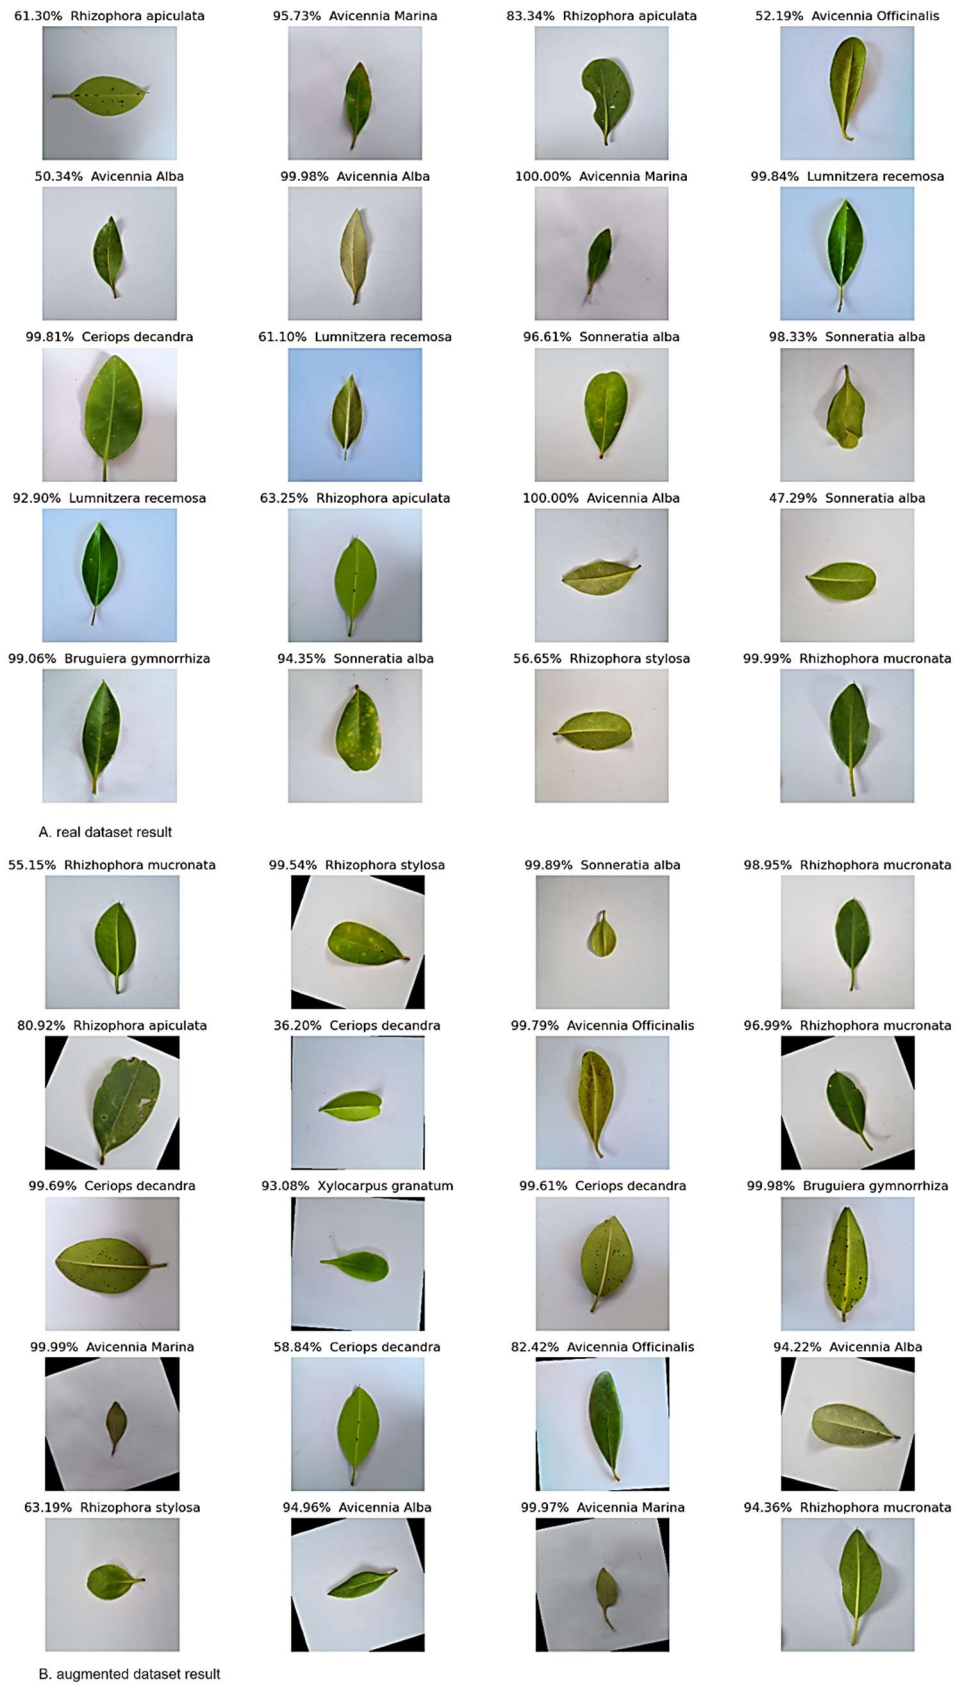 61.30% Rhizophora apiculata
95.73% Avicennia Marina
83.34% Rhizophora apiculata
52.19% Avicennia Officinalis
50.34% Avicennia Alba
99.98% Avicennia Alba
100.00% Avicennia Marina
99.84% Lumnitzera recemosa
99.81% Ceriops decandra
61.10% Lumnitzera recemosa
96.61% Sonneratia alba
98.33% Sonneratia alba
92.90% Lumnitzera recemosa
63.25% Rhizophora apiculata
100.00% Avicennia Alba
47.29% Sonneratia alba
99.06% Bruguiera gymnorrhiza
94.35% Sonneratia alba
56.65% Rhizophora stylosa
99.99% Rhizhophora mucronata
A. real dataset result
55.15% Rhizhophora mucronata
99.54% Rhizophora stylosa
99.89% Sonneratia alba
98.95% Rhizhophora mucronata
80.92% Rhizophora apiculata
36.20% Ceriops decandra
99.79% Avicennia Officinalis
96.99% Rhizhophora mucronata
99.69% Ceriops decandra
93.08% Xylocarpus granatum
99.61% Ceriops decandra
99.98% Bruguiera gymnorrhiza
99.99% Avicennia Marina
58.84% Ceriops decandra
82.42% Avicennia Officinalis
94.22% Avicennia Alba
63.19% Rhizophora stylosa
94.96% Avicennia Alba
99.97% Avicennia Marina
94.36% Rhizhophora mucronata
B. augmented dataset result